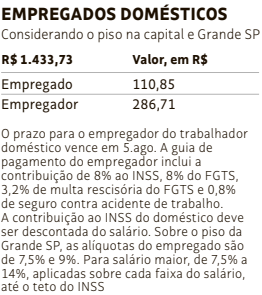 EMPREGADOS DOMÉSTICOS
Considerando o piso na capital e Grande SP
R$ 1.433,73 Valor, em R$
Empregado 110,85
Empregador 286,71
O prazo para o empregador do trabalhador
doméstico vence em 5.ago. A guia de
pagamento do empregador inclui a
contribuição de 8% ao INSS, 8% do FGTS,
3,2% de multa rescisória do FGTS e 0,8%
de seguro contra acidente de trabalho.
A contribuição ao INSS do doméstico deve
ser descontada do salário. Sobre o piso da
Grande SP, as alíquotas do empregado são
de 7,5% e 9%. Para salário maior, de 7,5% a
14%, aplicadas sobre cada faixa do salário,
até o teto do INSS